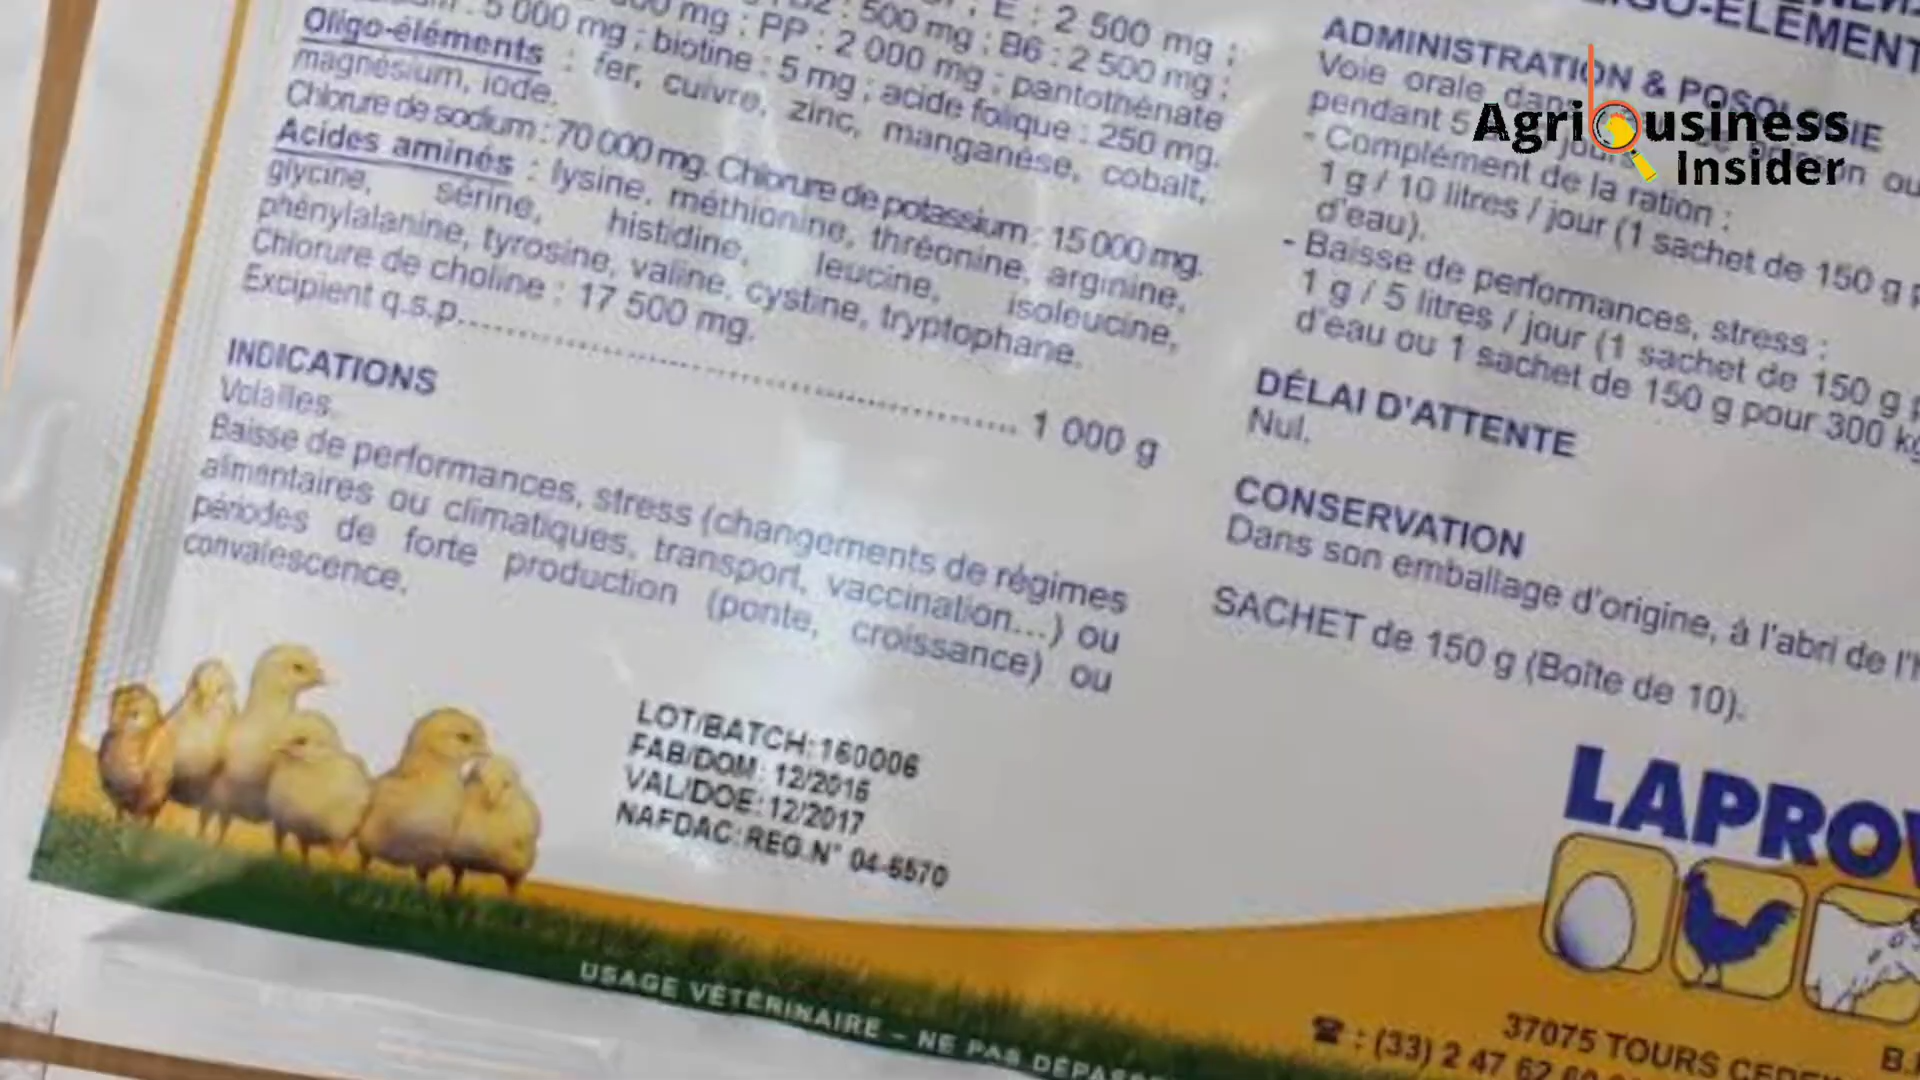 E : 2 500 mg ;
500 mg ; B6 : 2 500 mg ;
mg ; PP : 2 000 mg ; pantothénate
5 000 mg ; biotine : 5 mg ; acide folique : 250 mg.
Oligo-éléments : fer, cuivre, zinc, manganèse, cobalt,
magnésium, iode.
Chlorure de sodium : 70 000 mg. Chlorure de potassium : 15 000 mg.
Acides aminés : lysine, méthionine, thréonine, arginine,
glycine, sérine, histidine, leucine, isoleucine,
phénylalanine, tyrosine, valine, cystine, tryptophane.
Chlorure de choline : 17 500 mg.
Excipient q.s.p. 1 000 g
INDICATIONS
Volailles.
Baisse de performances, stress (changements de régimes
alimentaires ou climatiques, transport, vaccination...) ou
périodes de forte production (ponte, croissance) ou
convalescence.
LOT/BATCH: 160006
FAB/DOM: 12/2016
VAL/DOE: 12/2017
NAFDAC: REG. N° 04-5570
ADMINISTRATION &
Voie orale
pendant 5
- Complément de la ration :
1 g / 10 litres / jour (1 sachet de 150 g
d'eau).
- Baisse de performances, stress :
1 g / 5 litres / jour (1 sachet de 150 g
d'eau ou 1 sachet de 150 g pour 300 kg
DÉLAI D'ATTENTE
Nul.
CONSERVATION
Dans son emballage d'origine, à l'abri de
SACHET de 150 g (Boîte de 10).
37075 TOURS
☎ : (33) 2 47 62
USAGE VÉTÉRINAIRE – NE PAS
Agribusiness
Insider